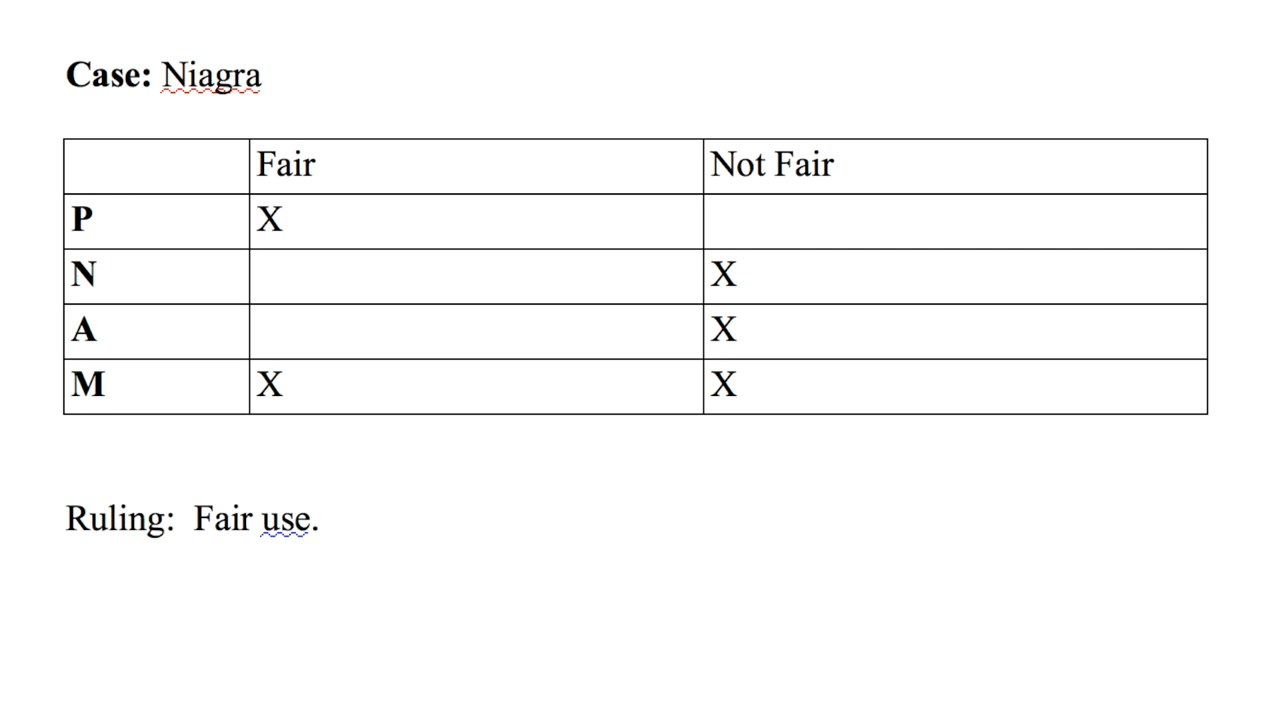 Case: Niagra
Fair Not Fair
P X
N X
A X
M X X
Ruling: Fair use.